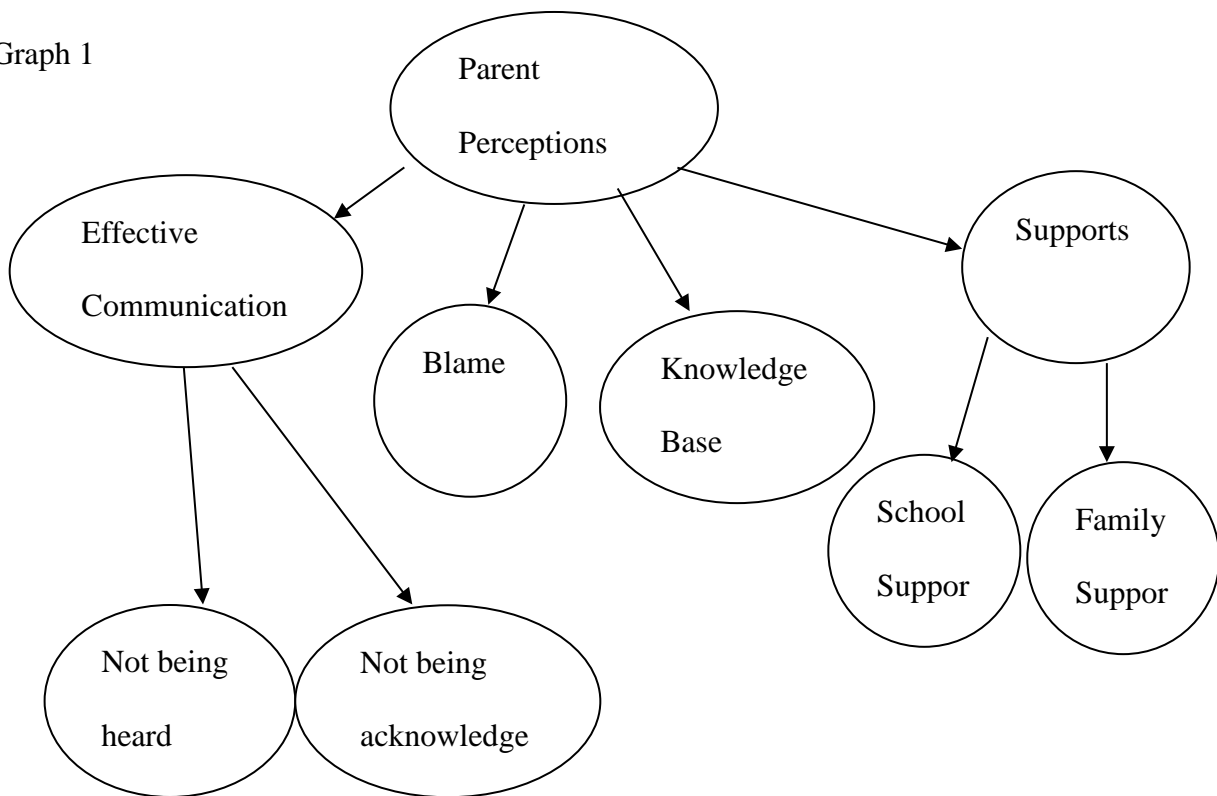 Graph 1
Parent
Perceptions
Effective
Communication
Supports
Blame
Knowledge
Base
School
Suppor
Family
Suppor
Not being
heard
Not being
acknowledge